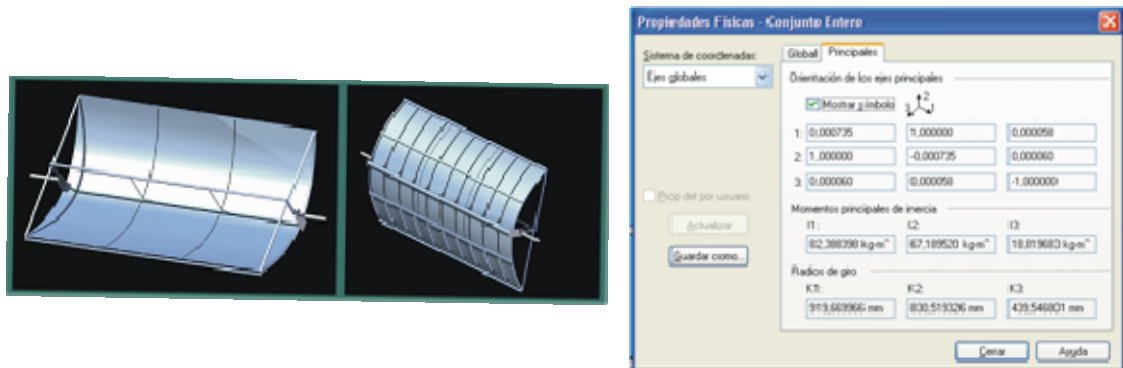 Propiedades Físicas - Conjunto Entero
Sistema de coordenadas:
Ejes globales
Global Principales
Orientación de los ejes principales
Mostrar símbolo
1: 0,000735 1,000000 0,000058
2: 1,000000 -0,000735 0,000060
3: 0,000060 0,000058 -1,000000
Prop def por usuario
Actualizar
Guardar como...
Momentos principales de inercia
I1: I2: I3:
82,388398 kg-m^ 67,189520 kg-m^ 18,819683 kg-m^
Radios de giro
K1: K2: K3:
919,669966 mm 830,519326 mm 439,546801 mm
Cerrar Ayuda